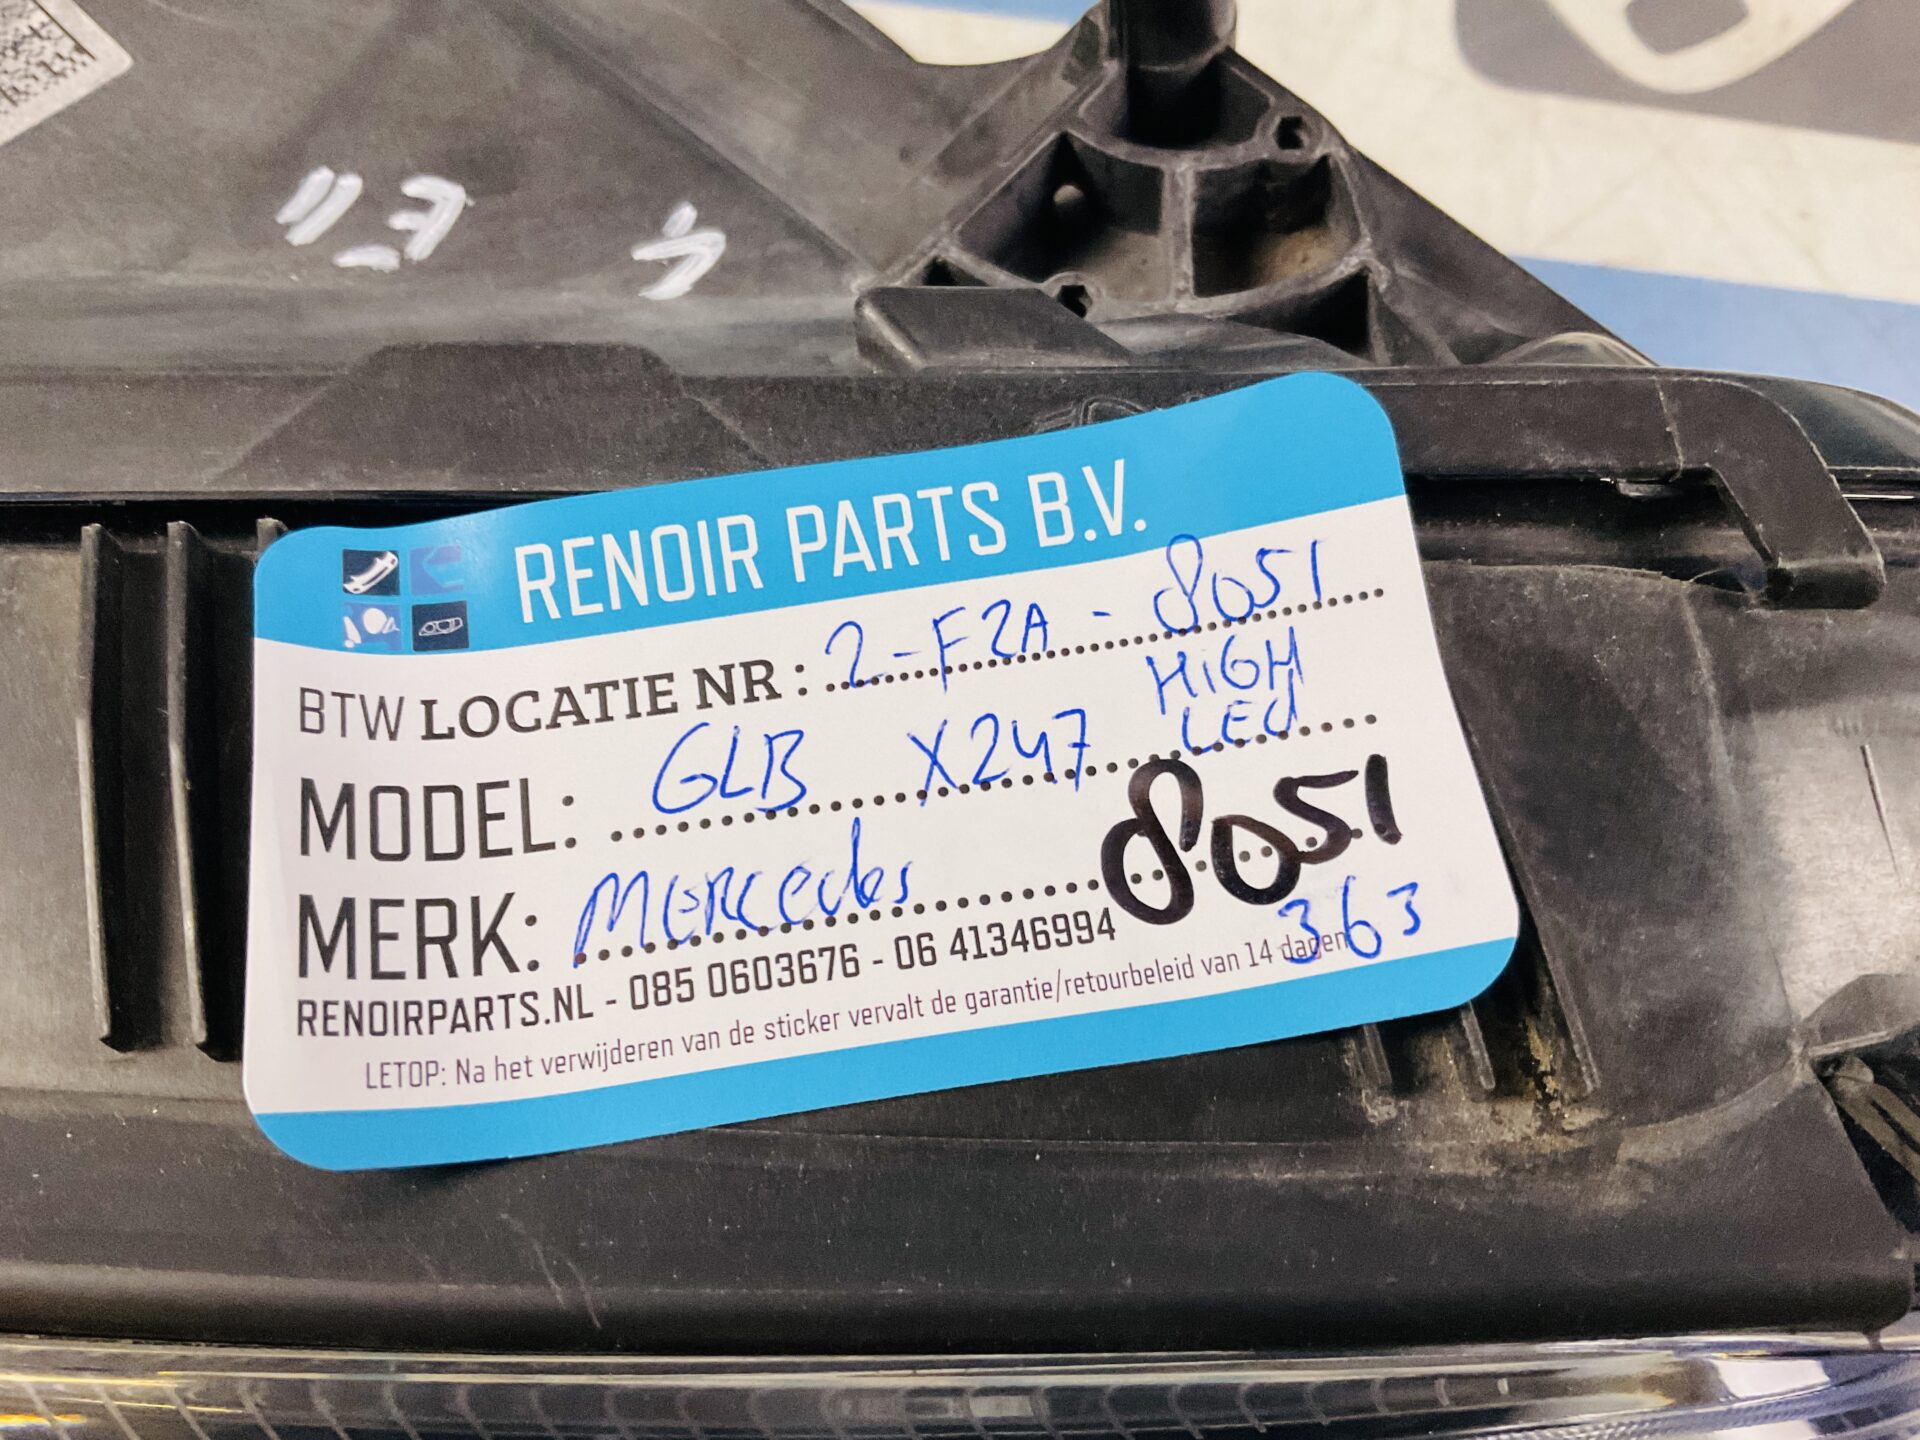 RENOIR PARTS B.V.
BTW LOCATIE NR: 2-F2A - 8051
HiGH
LED
MODEL: GLB X247
8051
MERK: MERCedes
363
RENOIRPARTS.NL - 085 0603676 - 06 41346994
LETOP: Na het verwijderen van de sticker vervalt de garantie/retourbeleid van 14 dagen